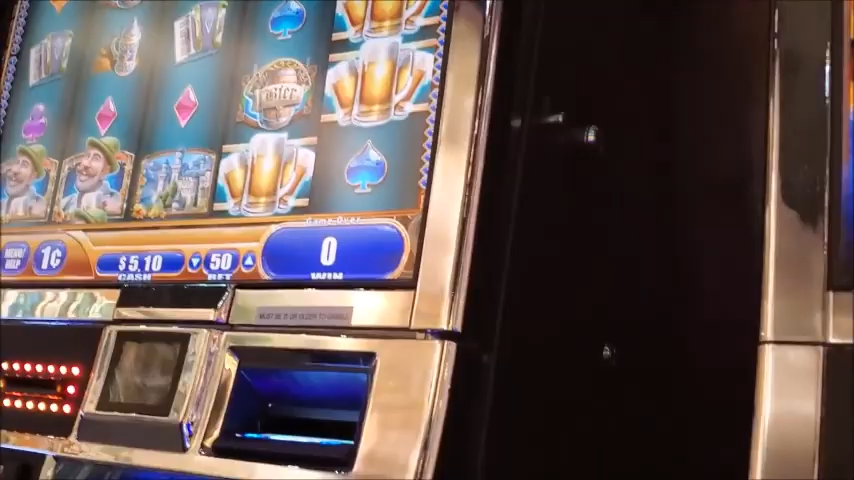 Bier
Game Over
MENU/
HELP
1¢
$5.10
CASH
50
BET
0
WIN
MUST BE 21 OR OLDER TO GAMBLE